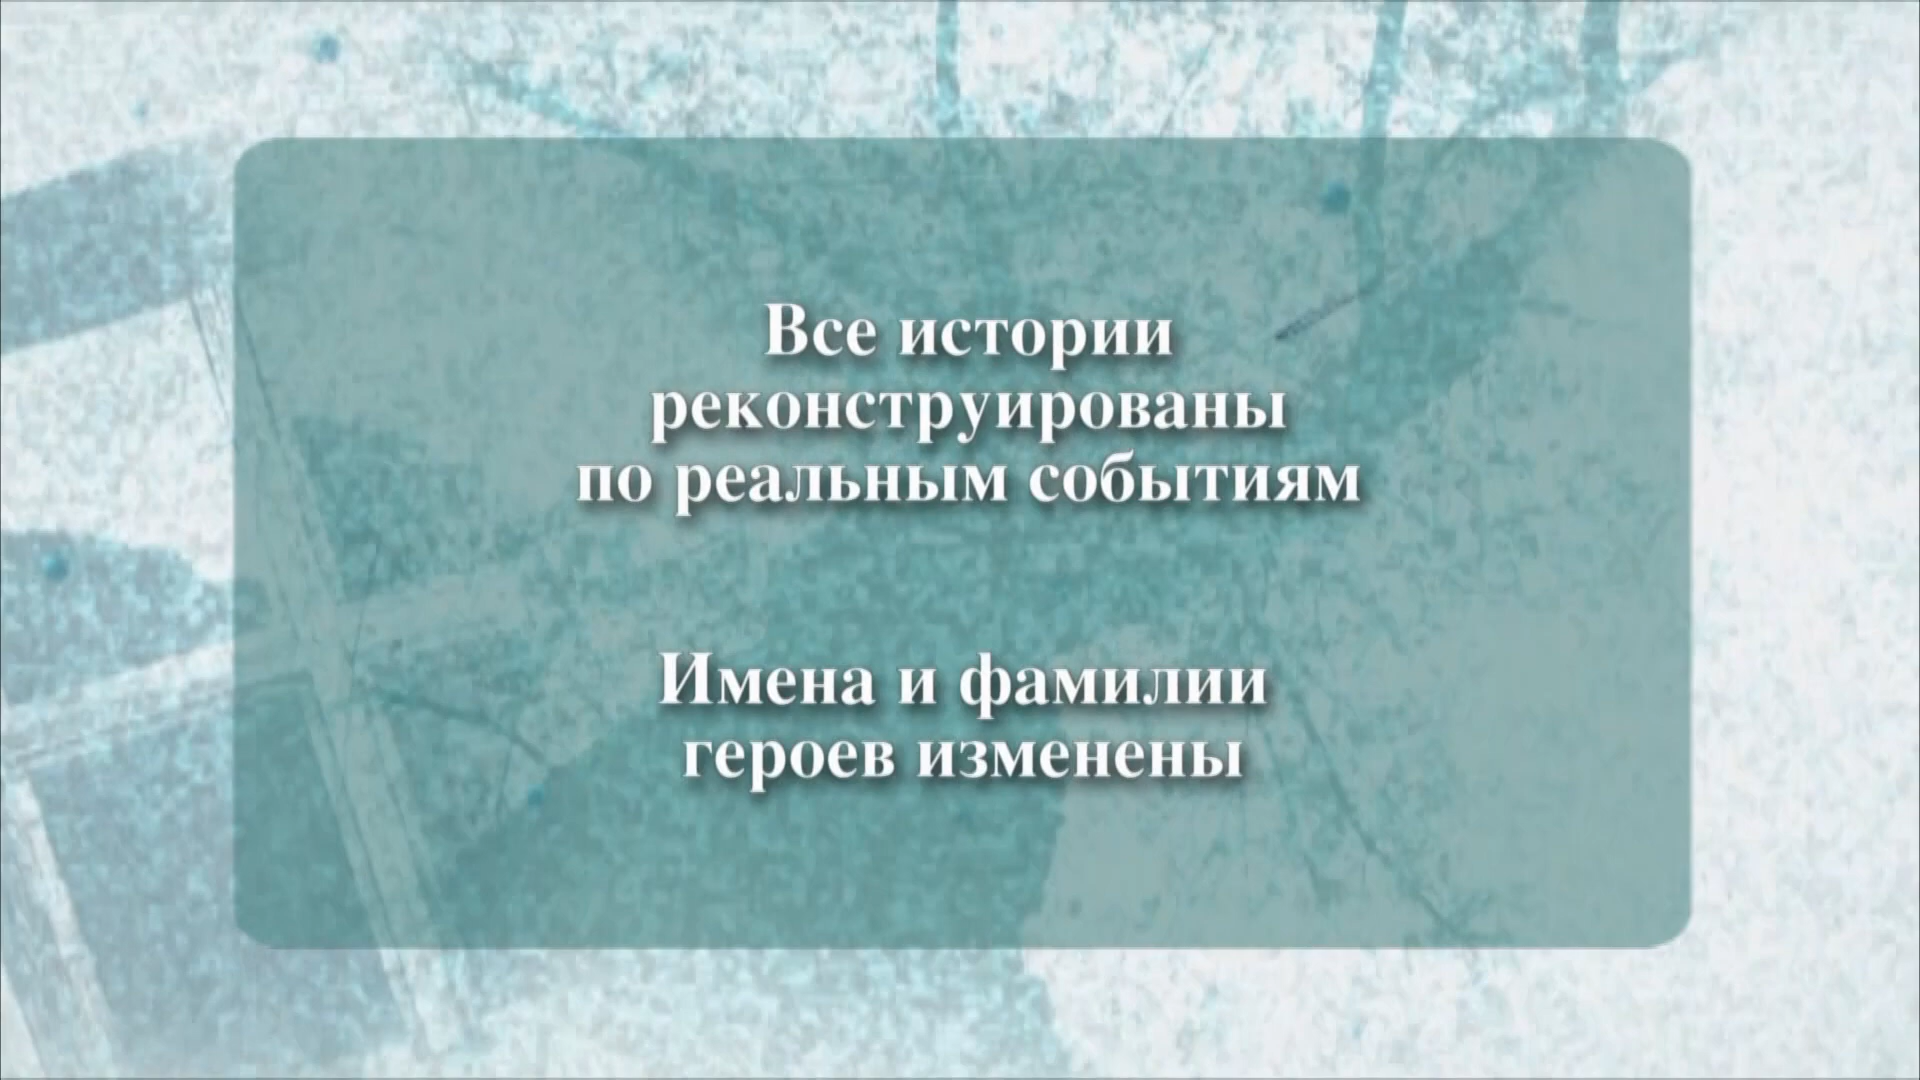 Все истории
реконструированы
по реальным событиям
Имена и фамилии
героев изменены